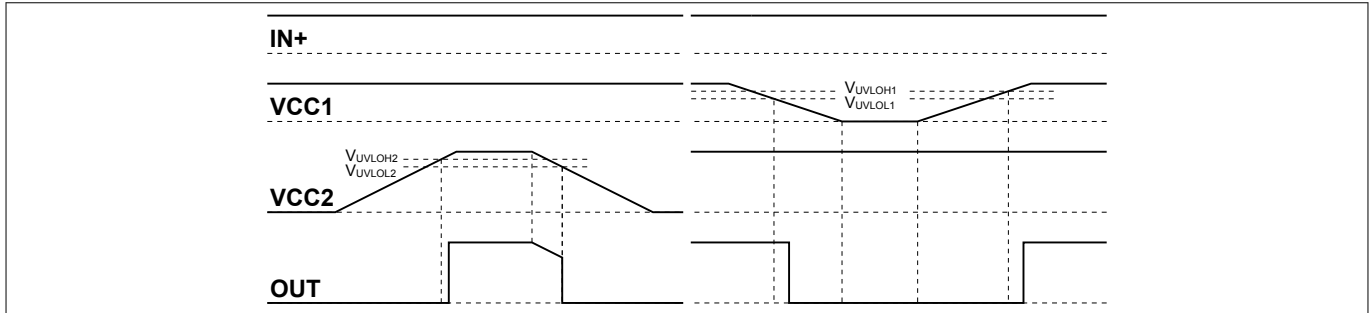 IN+
VCC1
VUVLOH1
VUVLOL1
VUVLOH2
VUVLOL2
VCC2
OUT